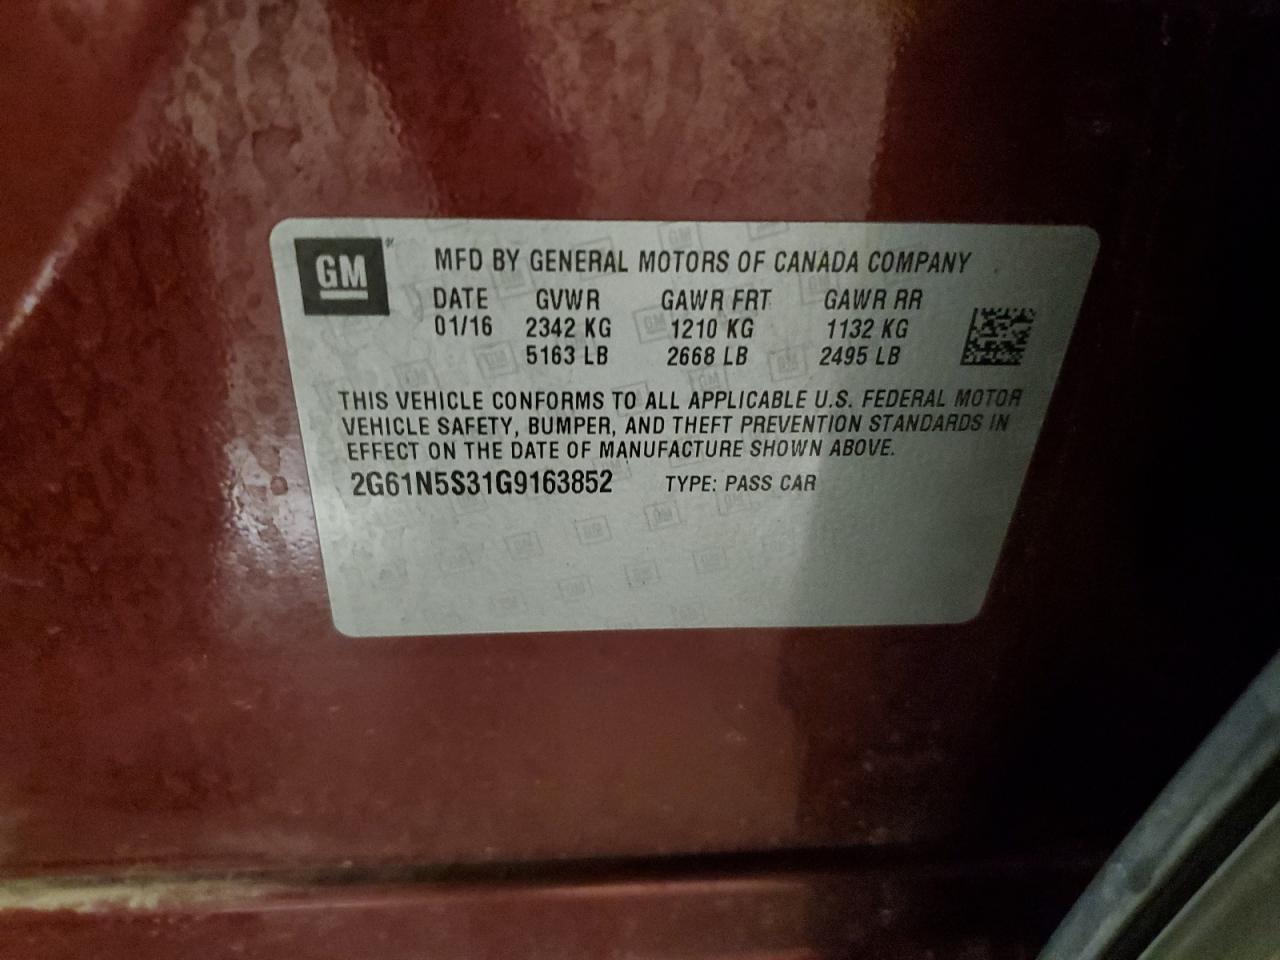 GM
MFD BY GENERAL MOTORS OF CANADA COMPANY
DATE GVWR GAWR FRT GAWR RR
01/16 2342 KG 1210 KG 1132 KG
5163 LB 2668 LB 2495 LB
THIS VEHICLE CONFORMS TO ALL APPLICABLE U.S. FEDERAL MOTOR
VEHICLE SAFETY, BUMPER, AND THEFT PREVENTION STANDARDS IN
EFFECT ON THE DATE OF MANUFACTURE SHOWN ABOVE.
2G61N5S31G9163852 TYPE: PASS CAR